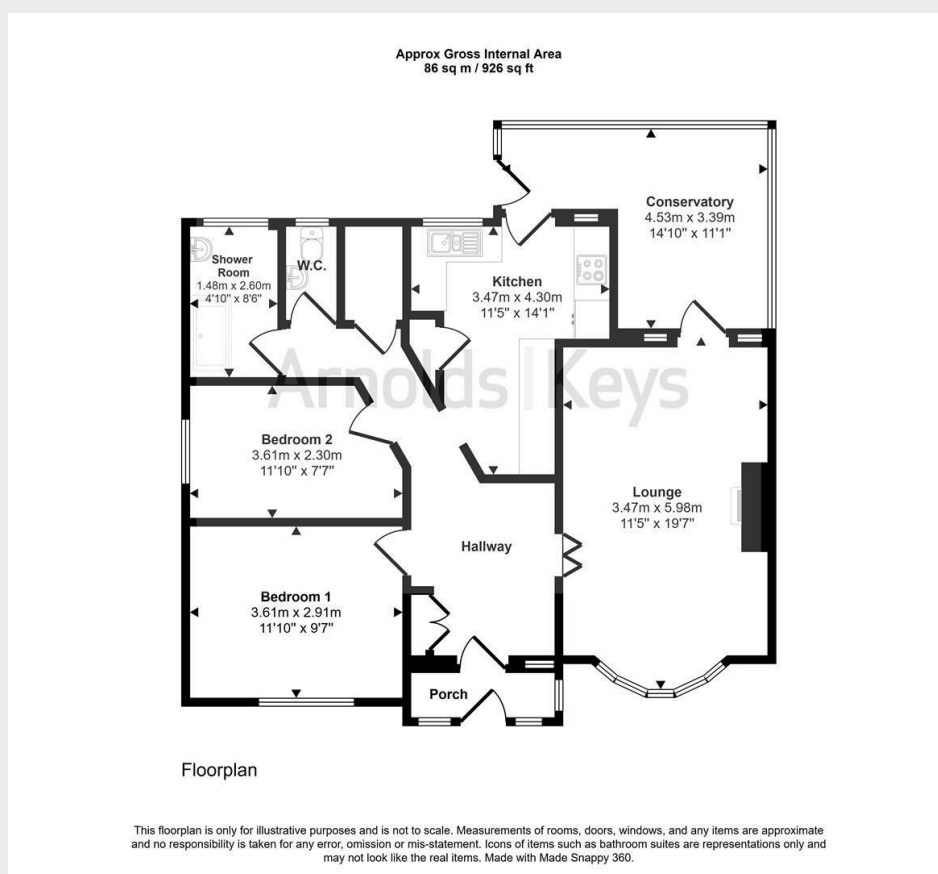 Approx Gross Internal Area
86 sq m / 926 sq ft
Conservatory
4.53m x 3.39m
14'10" x 11'1"
Shower
Room
1.48m x 2.60m
4'10" x 8'6"
W.C.
Kitchen
3.47m x 4.30m
11'5" x 14'1"
Arnolds | Keys
Bedroom 2
3.61m x 2.30m
11'10" x 7'7"
Lounge
3.47m x 5.98m
11'5" x 19'7"
Hallway
Bedroom 1
3.61m x 2.91m
11'10" x 9'7"
Porch
Floorplan
This floorplan is only for illustrative purposes and is not to scale. Measurements of rooms, doors, windows, and any items are approximate
and no responsibility is taken for any error, omission or mis-statement. Icons of items such as bathroom suites are representations only and
may not look like the real items. Made with Made Snappy 360.